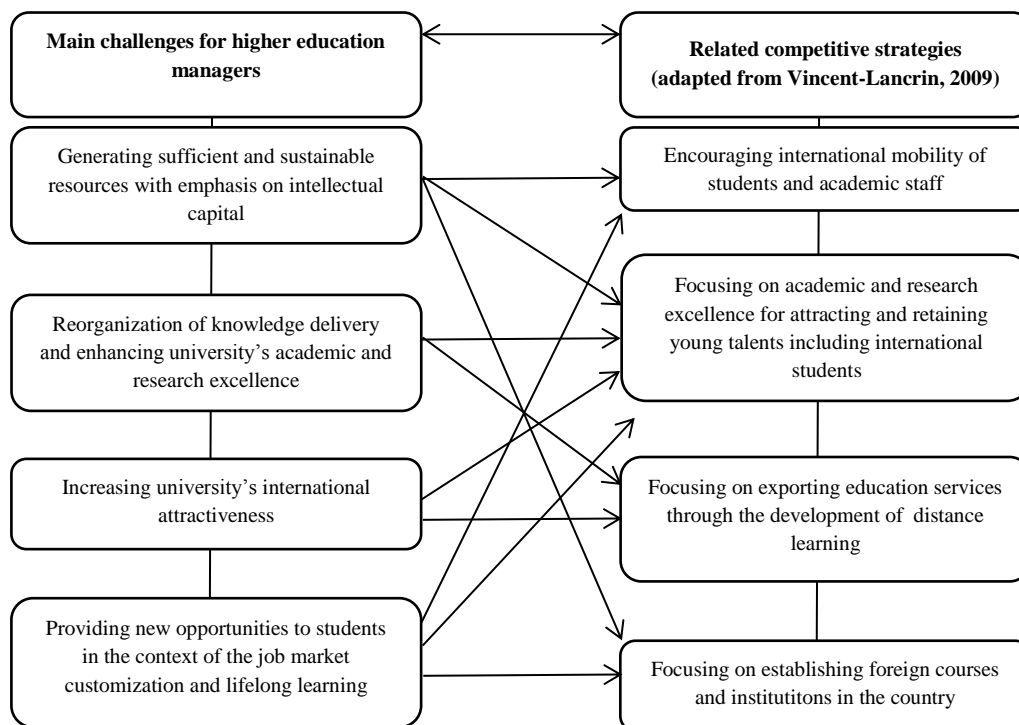 Main challenges for higher education
managers
Related competitive strategies
(adapted from Vincent-Lancrin, 2009)
Generating sufficient and sustainable
resources with emphasis on intellectual
capital
Encouraging international mobility of
students and academic staff
Reorganization of knowledge delivery
and enhancing university’s academic and
research excellence
Focusing on academic and research
excellence for attracting and retaining
young talents including international
students
Increasing university’s international
attractiveness
Focusing on exporting education services
through the development of distance
learning
Providing new opportunities to students
in the context of the job market
customization and lifelong learning
Focusing on establishing foreign courses
and institutitons in the country